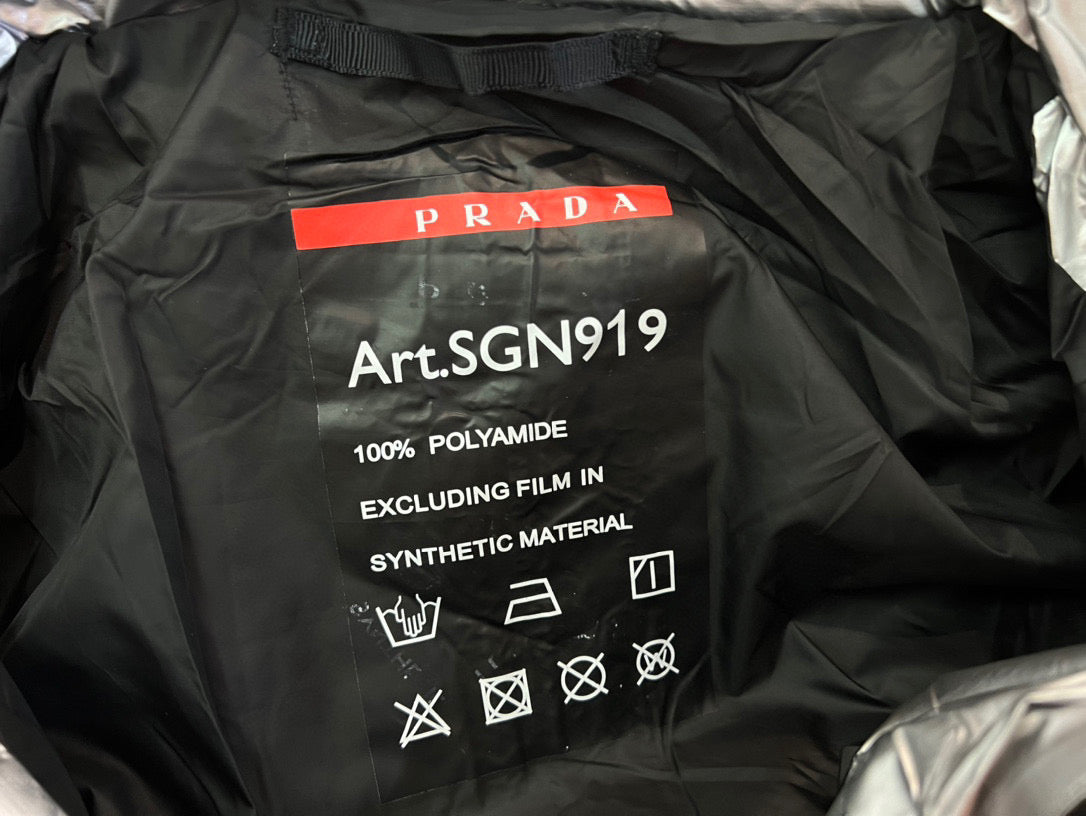 PRADA
Art.SGN919
100% POLYAMIDE
EXCLUDING FILM IN
SYNTHETIC MATERIAL
W